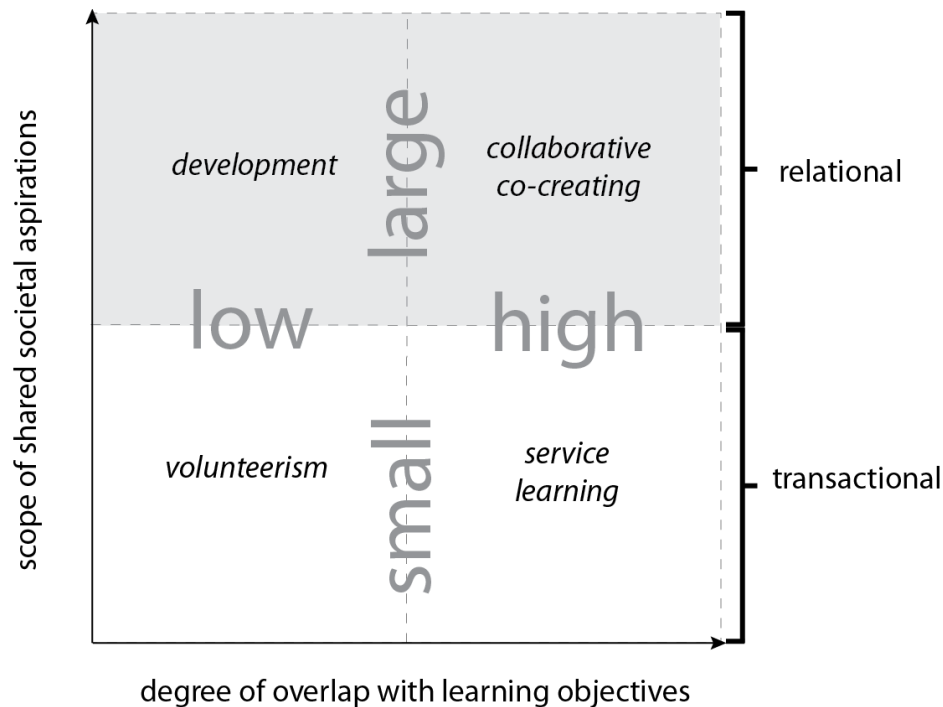 scope of shared societal aspirations
development
large
collaborative
co-creating
relational
low
high
volunteerism
small
service
learning
transactional
degree of overlap with learning objectives